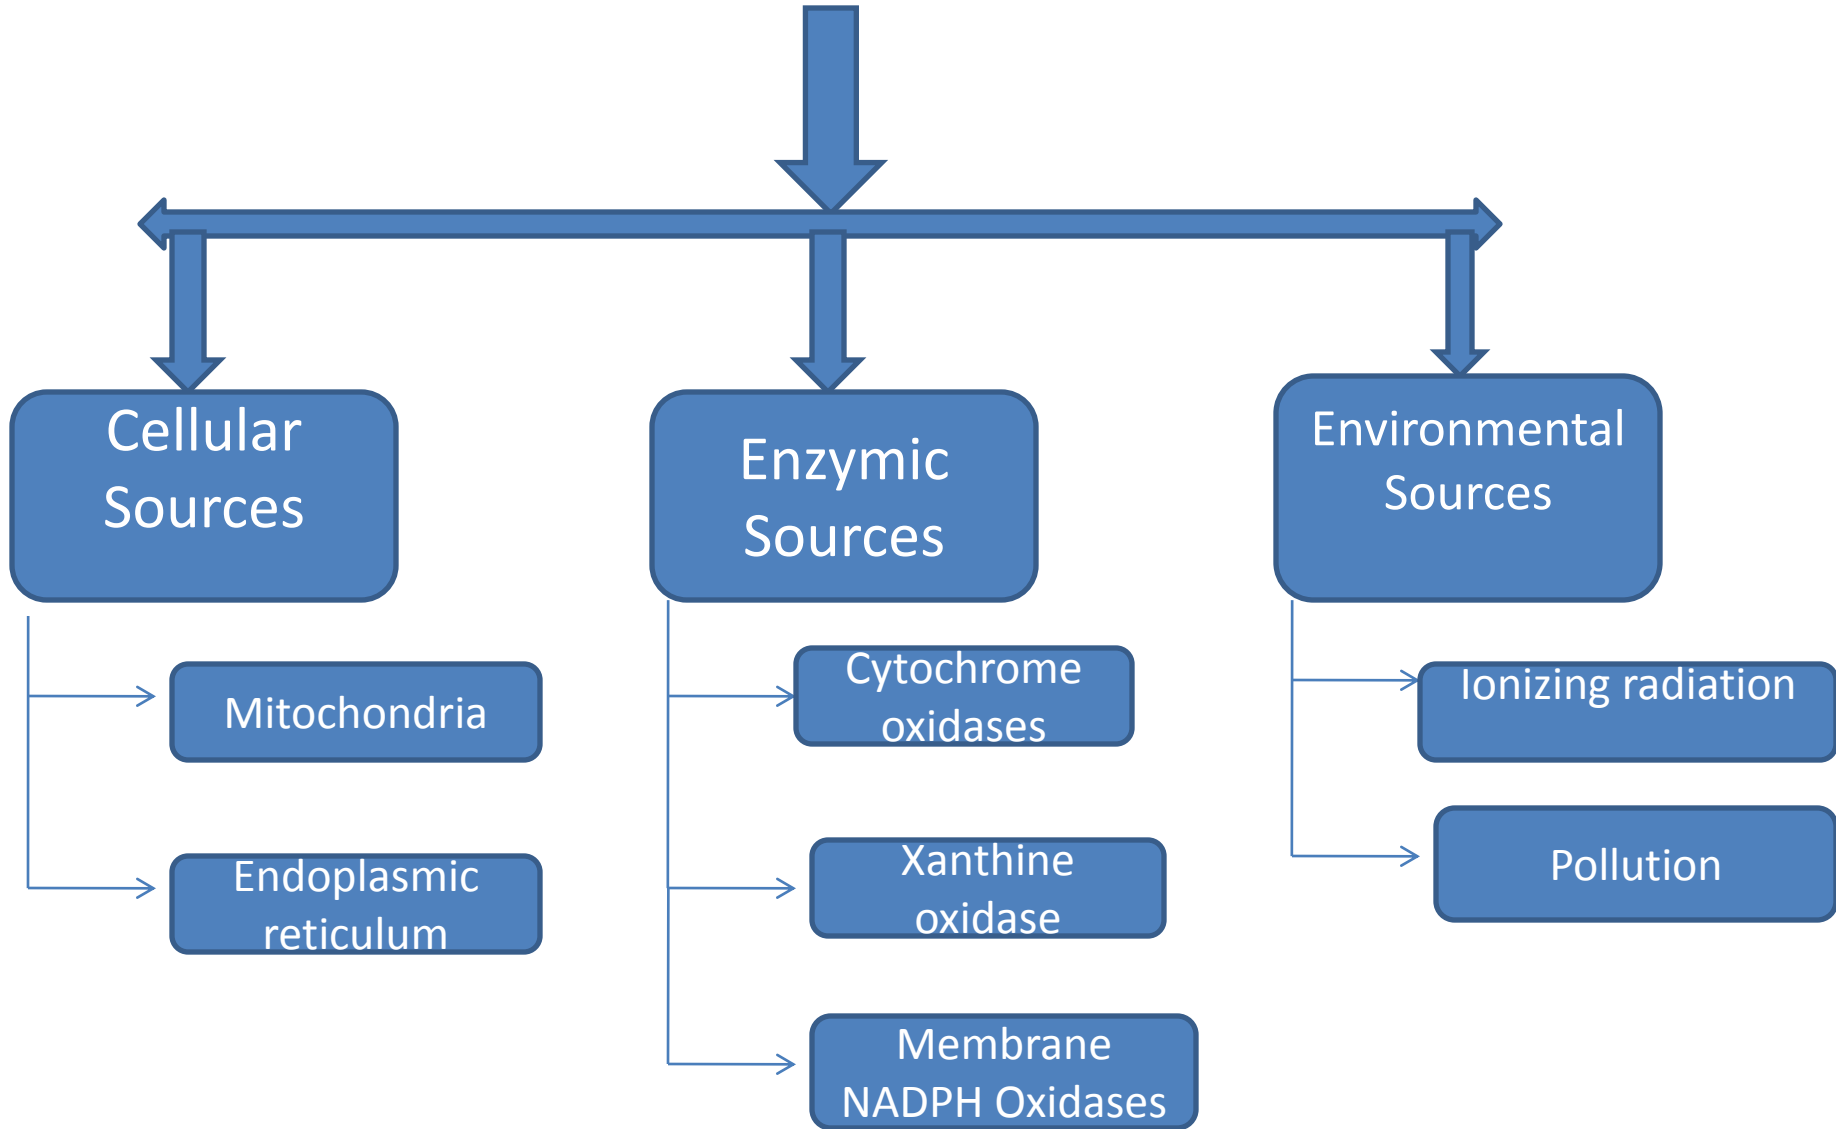 Cellular
Sources
Enzymic
Sources
Environmental
Sources
Mitochondria
Endoplasmic
reticulum
Cytochrome
oxidases
Xanthine
oxidase
Membrane
NADPH Oxidases
Ionizing radiation
Pollution